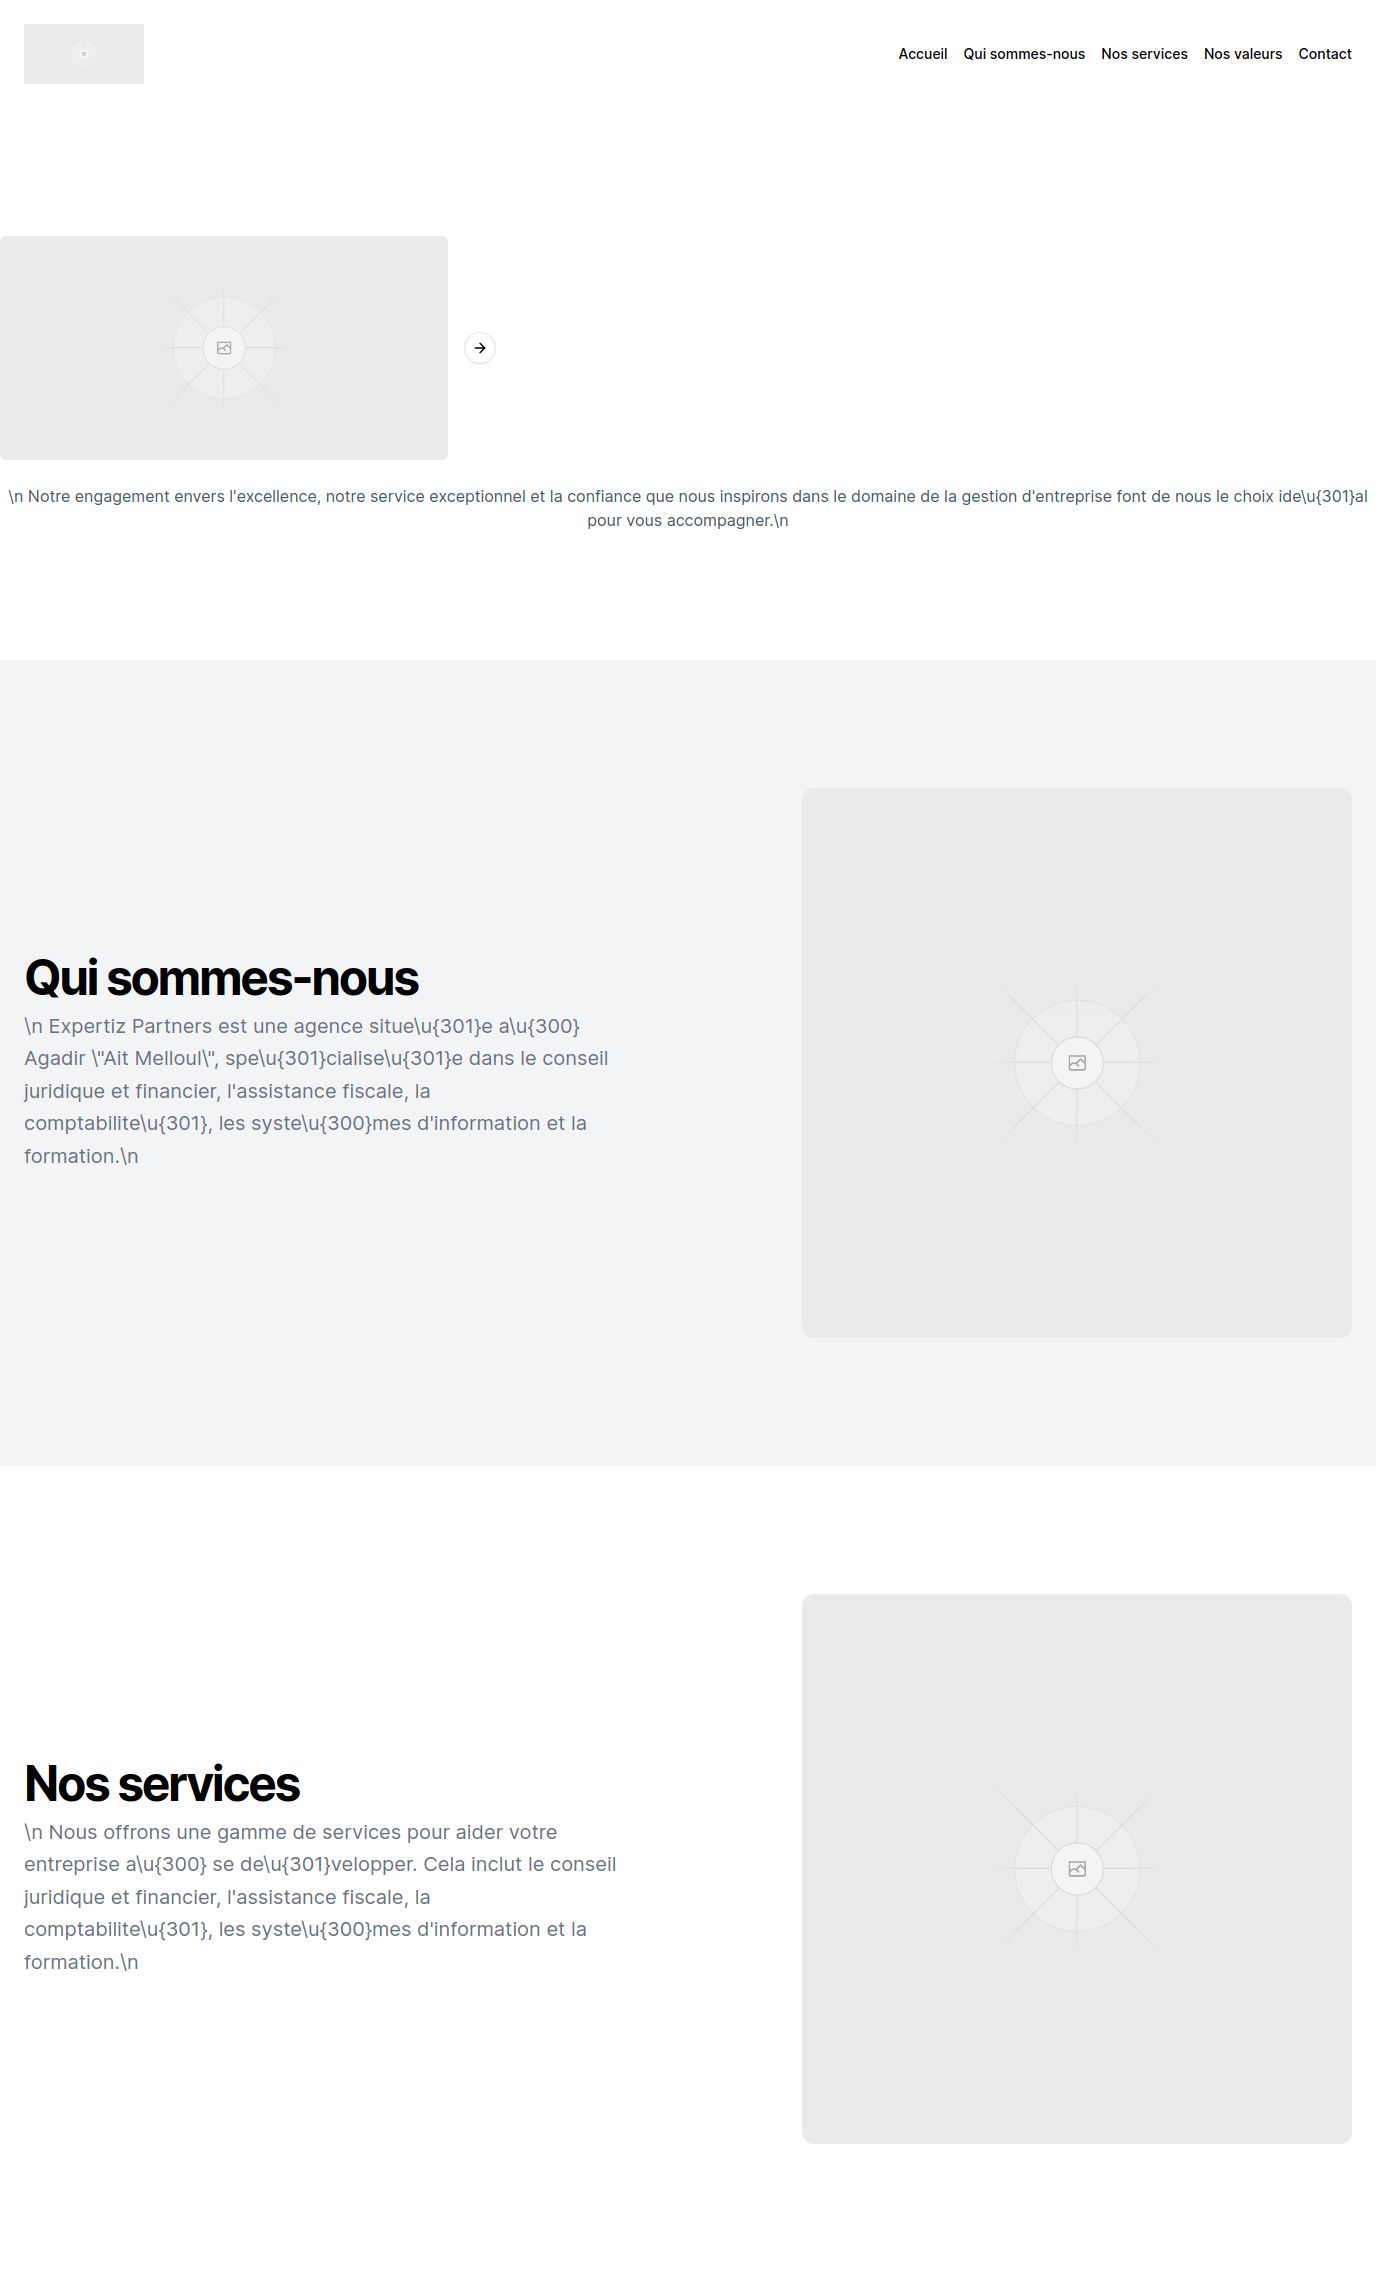 Accueil Qui sommes-nous Nos services Nos valeurs Contact
\n Notre engagement envers l'excellence, notre service exceptionnel et la confiance que nous inspirons dans le domaine de la gestion d'entreprise font de nous le choix ide\u{301}al
pour vous accompagner.\n
Qui sommes-nous
\n Expertiz Partners est une agence situe\u{301}e a\u{300}
Agadir \"Ait Melloul\", spe\u{301}cialise\u{301}e dans le conseil
juridique et financier, l'assistance fiscale, la
comptabilite\u{301}, les syste\u{300}mes d'information et la
formation.\n
Nos services
\n Nous offrons une gamme de services pour aider votre
entreprise a\u{300} se de\u{301}velopper. Cela inclut le conseil
juridique et financier, l'assistance fiscale, la
comptabilite\u{301}, les syste\u{300}mes d'information et la
formation.\n